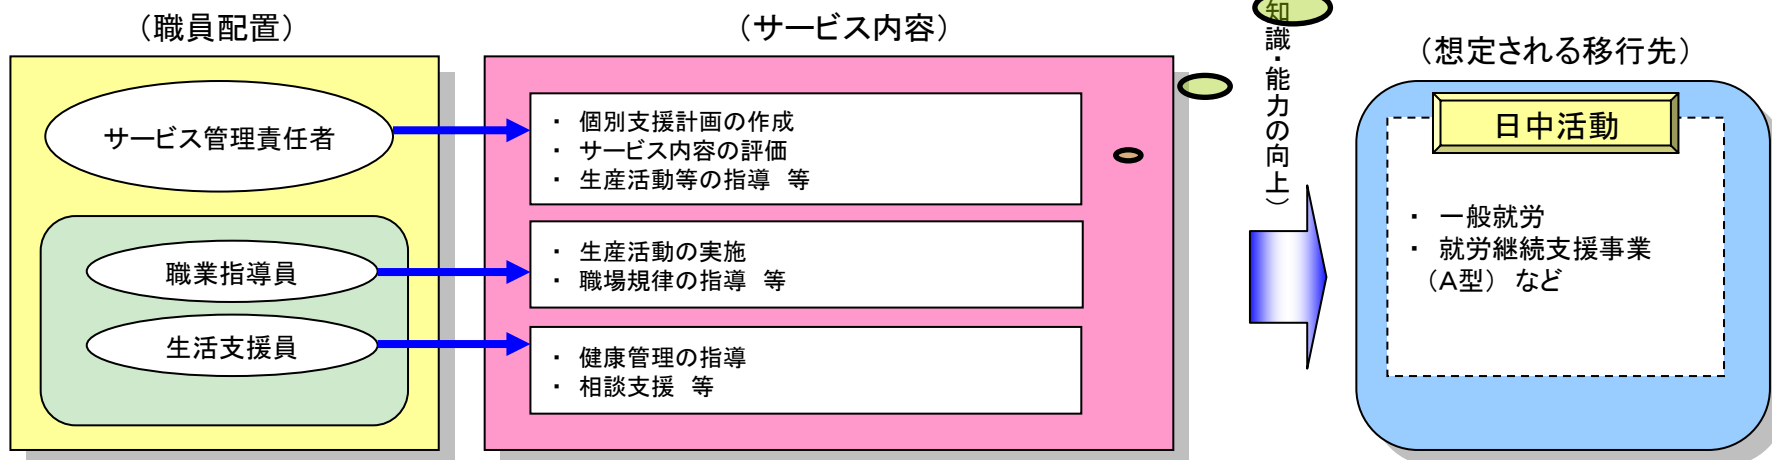 （職員配置）
サービス管理責任者
職業指導員
生活支援員
（サービス内容）
・ 個別支援計画の作成
・ サービス内容の評価
・ 生産活動等の指導 等
・ 生産活動の実施
・ 職場規律の指導 等
・ 健康管理の指導
・ 相談支援 等
知識・能力の向上）
（想定される移行先）
日中活動
・ 一般就労
・ 就労継続支援事業
（A型） など